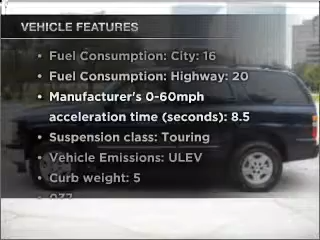 VEHICLE FEATURES
• Fuel Consumption: City: 16
• Fuel Consumption: Highway: 20
• Manufacturer's 0-60mph
acceleration time (seconds): 8.5
• Suspension class: Touring
• Vehicle Emissions: ULEV
• Curb weight: 5